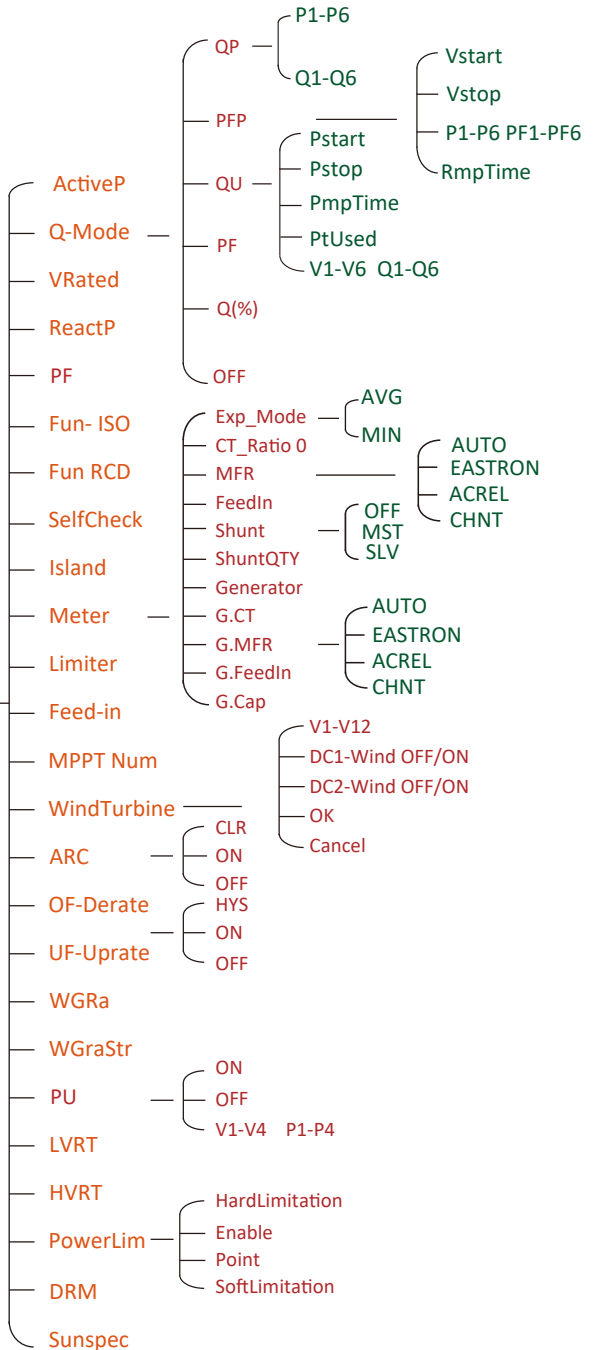 ActiveP
Q-Mode
VRated
ReactP
PF
Fun- ISO
Fun RCD
SelfCheck
Island
Meter
Limiter
Feed-in
MPPT Num
WindTurbine
ARC
OF-Derate
UF-Uprate
WGRa
WGraStr
PU
LVRT
HVRT
PowerLim
DRM
Sunspec
QP
PFP
QU
PF
Q(%)
OFF
P1-P6
Q1-Q6
Vstart
Vstop
P1-P6 PF1-PF6
RmpTime
Pstart
Pstop
PmpTime
PtUsed
V1-V6 Q1-Q6
Exp_Mode
CT_Ratio 0
MFR
FeedIn
Shunt
ShuntQTY
Generator
G.CT
G.MFR
G.FeedIn
G.Cap
AVG
MIN
AUTO
EASTRON
ACREL
CHNT
OFF
MST
SLV
AUTO
EASTRON
ACREL
CHNT
V1-V12
DC1-Wind OFF/ON
DC2-Wind OFF/ON
OK
Cancel
CLR
ON
OFF
HYS
ON
OFF
ON
OFF
V1-V4 P1-P4
HardLimitation
Enable
Point
SoftLimitation